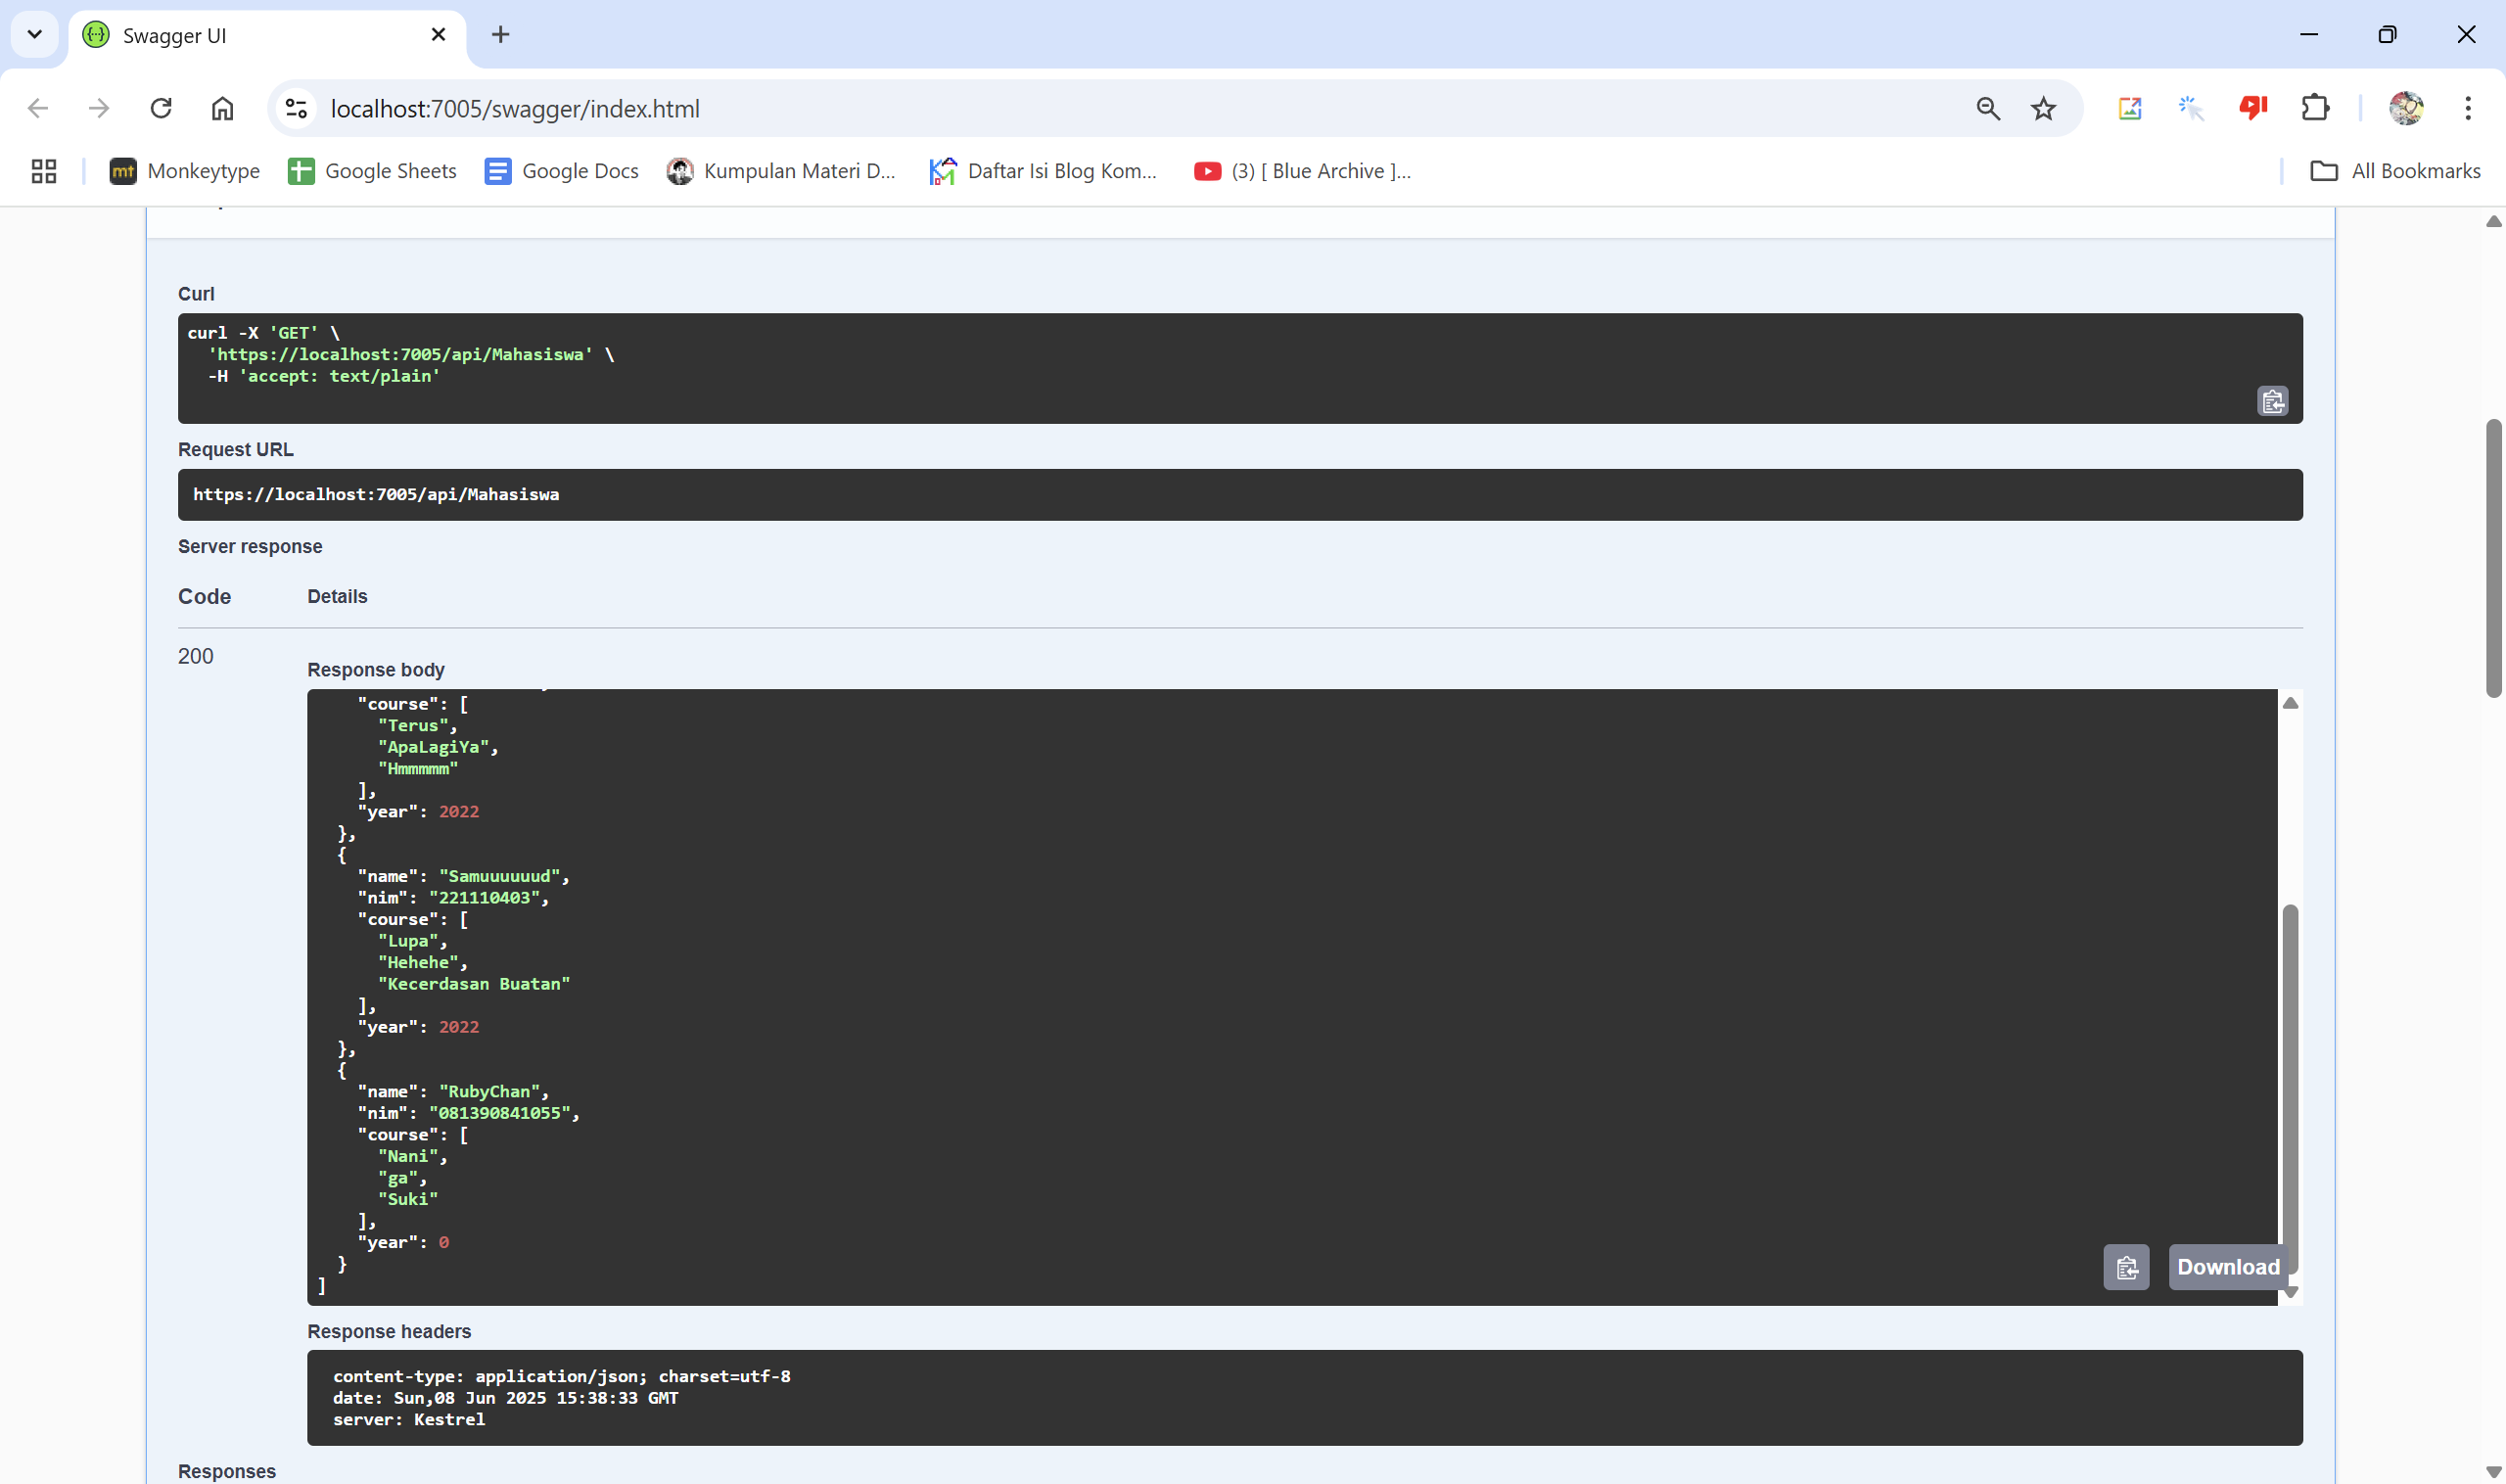 Swagger UI
localhost:7005/swagger/index.html
Monkeytype
Google Sheets
Google Docs
Kumpulan Materi D...
Daftar Isi Blog Kom...
(3) [ Blue Archive ]...
All Bookmarks
Curl
curl -X 'GET' \
  'https://localhost:7005/api/Mahasiswa' \
  -H 'accept: text/plain'
Request URL
https://localhost:7005/api/Mahasiswa
Server response
Code Details
200
Response body
    "course": [
      "Terus",
      "ApaLagiYa",
      "Hmmmmm"
    ],
    "year": 2022
  },
  {
    "name": "Samuuuuuud",
    "nim": "221110403",
    "course": [
      "Lupa",
      "Hehehe",
      "Kecerdasan Buatan"
    ],
    "year": 2022
  },
  {
    "name": "RubyChan",
    "nim": "081390841055",
    "course": [
      "Nani",
      "ga",
      "Suki"
    ],
    "year": 0
  }
]
Download
Response headers
content-type: application/json; charset=utf-8
date: Sun,08 Jun 2025 15:38:33 GMT
server: Kestrel
Responses